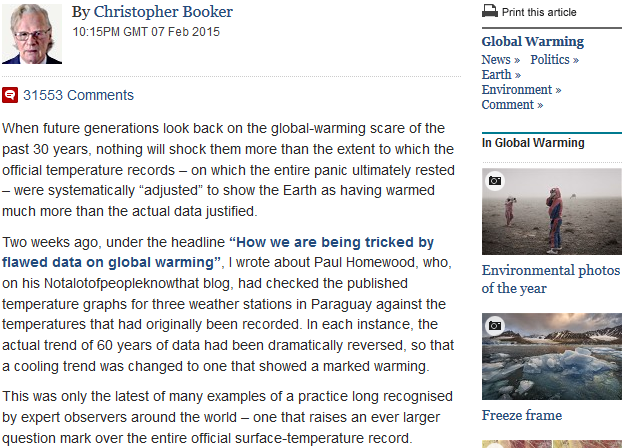 By Christopher Booker
10:15PM GMT 07 Feb 2015
31553 Comments
When future generations look back on the global-warming scare of the
past 30 years, nothing will shock them more than the extent to which the
official temperature records – on which the entire panic ultimately rested
– were systematically “adjusted” to show the Earth as having warmed
much more than the actual data justified.
Two weeks ago, under the headline “How we are being tricked by
flawed data on global warming”, I wrote about Paul Homewood, who,
on his Notalotofpeopleknowthat blog, had checked the published
temperature graphs for three weather stations in Paraguay against the
temperatures that had originally been recorded. In each instance, the
actual trend of 60 years of data had been dramatically reversed, so that
a cooling trend was changed to one that showed a marked warming.
This was only the latest of many examples of a practice long recognised
by expert observers around the world – one that raises an ever larger
question mark over the entire official surface-temperature record.
Print this article
Global Warming
News » Politics »
Earth »
Environment »
Comment »
In Global Warming
Environmental photos
of the year
Freeze frame